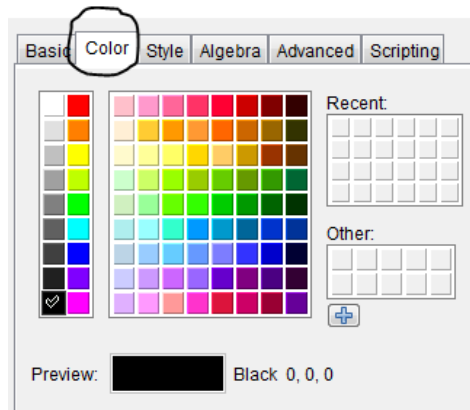 Basic Color Style Algebra Advanced Scripting
Recent:
Other:
Preview: Black 0, 0, 0